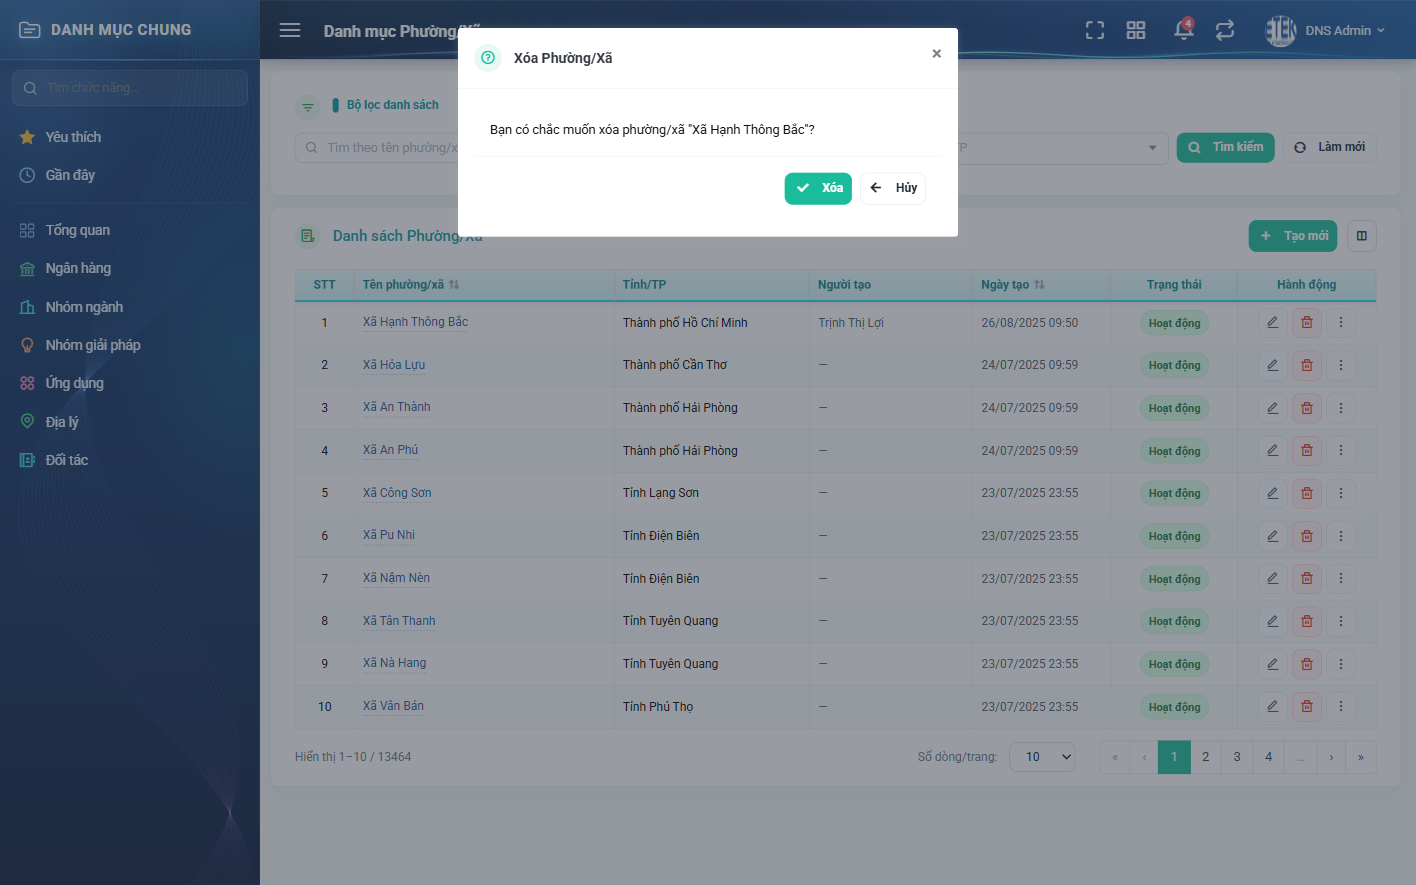 DANH MỤC CHUNG
Tìm chức năng...
Yêu thích
Gần đây
Tổng quan
Ngân hàng
Nhóm ngành
Nhóm giải pháp
Ứng dụng
Địa lý
Đối tác
Danh mục Phường/Xã
4
DNS Admin
Xóa Phường/Xã
×
Bạn có chắc muốn xóa phường/xã "Xã Hạnh Thông Bắc"?
Xóa
Hủy
Bộ lọc danh sách
Tìm theo tên phường/x
Tìm kiếm
Làm mới
Danh sách Phường/Xã
Tạo mới
STT Tên phường/xã Tỉnh/TP Người tạo Ngày tạo Trạng thái Hành động
1 Xã Hạnh Thông Bắc Thành phố Hồ Chí Minh Trịnh Thị Lợi 26/08/2025 09:50 Hoạt động
2 Xã Hỏa Lựu Thành phố Cần Thơ — 24/07/2025 09:59 Hoạt động
3 Xã An Thành Thành phố Hải Phòng — 24/07/2025 09:59 Hoạt động
4 Xã An Phú Thành phố Hải Phòng — 24/07/2025 09:59 Hoạt động
5 Xã Công Sơn Tỉnh Lạng Sơn — 23/07/2025 23:55 Hoạt động
6 Xã Pu Nhi Tỉnh Điện Biên — 23/07/2025 23:55 Hoạt động
7 Xã Nậm Nèn Tỉnh Điện Biên — 23/07/2025 23:55 Hoạt động
8 Xã Tân Thanh Tỉnh Tuyên Quang — 23/07/2025 23:55 Hoạt động
9 Xã Nà Hang Tỉnh Tuyên Quang — 23/07/2025 23:55 Hoạt động
10 Xã Vân Bán Tỉnh Phú Thọ — 23/07/2025 23:55 Hoạt động
Hiển thị 1–10 / 13464
Số dòng/trang: 10
« ‹ 1 2 3 4 ... › »